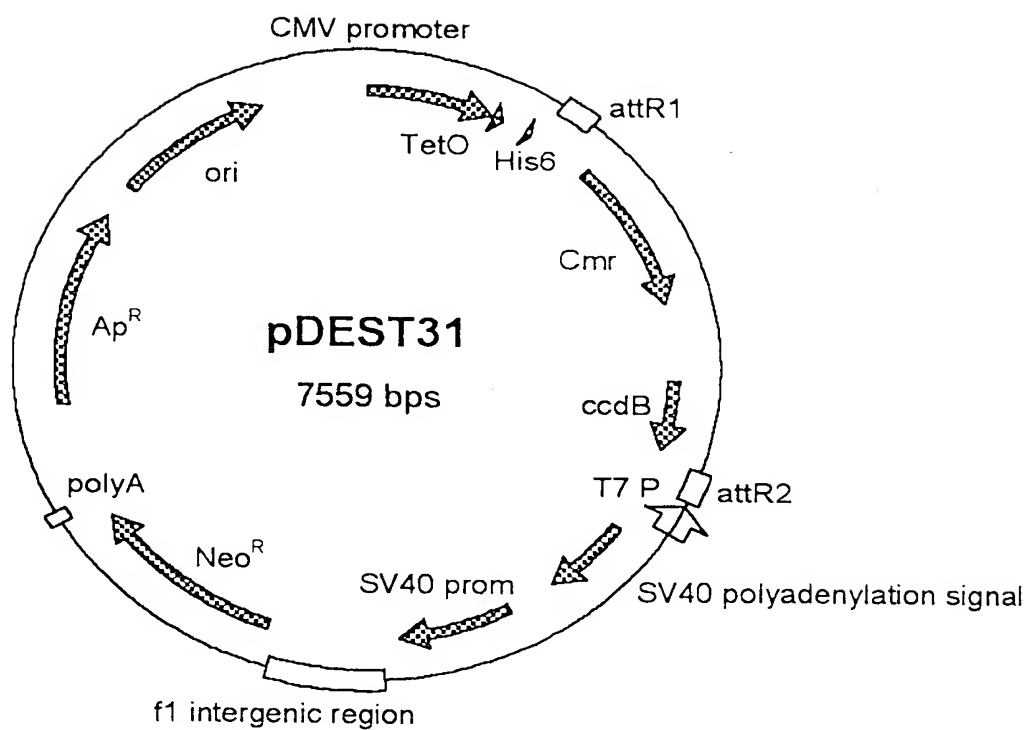 CMV promoter
attR1
TetO
His6
ori
Cmr
Ap^R
pDEST31
7559 bps
ccdB
polyA
T7 P
attR2
Neo^R
SV40 prom
SV40 polyadenylation signal
f1 intergenic region